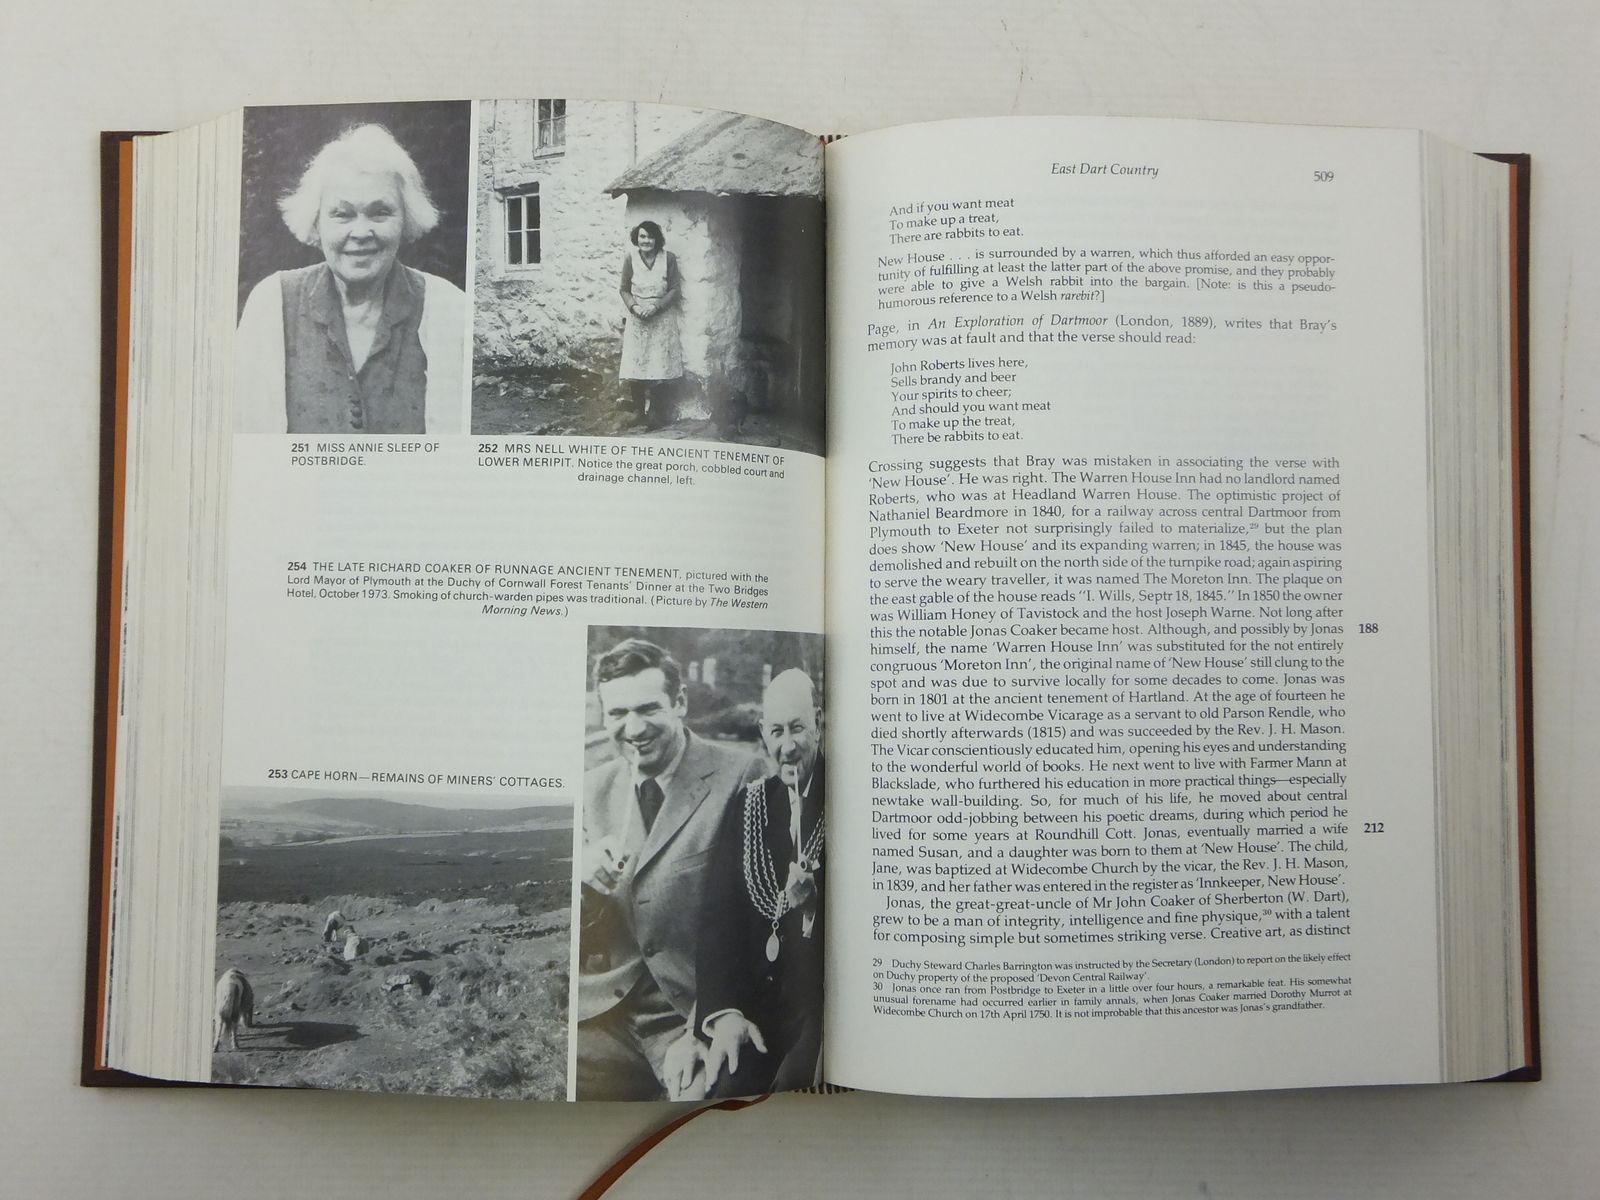 251 MISS ANNIE SLEEP OF
POSTBRIDGE.
252 MRS NELL WHITE OF THE ANCIENT TENEMENT OF
LOWER MERIPIT. Notice the great porch, cobbled court and
drainage channel, left.
254 THE LATE RICHARD COAKER OF RUNNAGE ANCIENT TENEMENT, pictured with the
Lord Mayor of Plymouth at the Duchy of Cornwall Forest Tenants' Dinner at the Two Bridges
Hotel, October 1973. Smoking of church-warden pipes was traditional. (Picture by The Western
Morning News.)
253 CAPE HORN—REMAINS OF MINERS' COTTAGES.
East Dart Country
509
And if you want meat
To make up a treat,
There are rabbits to eat.
New House . . . is surrounded by a warren, which thus afforded an easy oppor-
tunity of fulfilling at least the latter part of the above promise, and they probably
were able to give a Welsh rabbit into the bargain. [Note: is this a pseudo-
humorous reference to a Welsh rarebit?]
Page, in An Exploration of Dartmoor (London, 1889), writes that Bray's
memory was at fault and that the verse should read:
John Roberts lives here,
Sells brandy and beer
Your spirits to cheer;
And should you want meat
To make up the treat,
There be rabbits to eat.
Crossing suggests that Bray was mistaken in associating the verse with
'New House'. He was right. The Warren House Inn had no landlord named
Roberts, who was at Headland Warren House. The optimistic project of
Nathaniel Beardmore in 1840, for a railway across central Dartmoor from
Plymouth to Exeter not surprisingly failed to materialize,29 but the plan
does show 'New House' and its expanding warren; in 1845, the house was
demolished and rebuilt on the north side of the turnpike road; again aspiring
to serve the weary traveller, it was named The Moreton Inn. The plaque on
the east gable of the house reads "I. Wills, Septr 18, 1845." In 1850 the owner
was William Honey of Tavistock and the host Joseph Warne. Not long after
this the notable Jonas Coaker became host. Although, and possibly by Jonas 188
himself, the name 'Warren House Inn' was substituted for the not entirely
congruous 'Moreton Inn', the original name of 'New House' still clung to the
spot and was due to survive locally for some decades to come. Jonas was
born in 1801 at the ancient tenement of Hartland. At the age of fourteen he
went to live at Widecombe Vicarage as a servant to old Parson Rendle, who
died shortly afterwards (1815) and was succeeded by the Rev. J. H. Mason.
The Vicar conscientiously educated him, opening his eyes and understanding
to the wonderful world of books. He next went to live with Farmer Mann at
Blackslade, who furthered his education in more practical things—especially
newtake wall-building. So, for much of his life, he moved about central
Dartmoor odd-jobbing between his poetic dreams, during which period he
lived for some years at Roundhill Cott. Jonas, eventually married a wife 212
named Susan, and a daughter was born to them at 'New House'. The child,
Jane, was baptized at Widecombe Church by the vicar, the Rev. J. H. Mason,
in 1839, and her father was entered in the register as 'Innkeeper, New House'.
Jonas, the great-great-uncle of Mr John Coaker of Sherberton (W. Dart),
grew to be a man of integrity, intelligence and fine physique,30 with a talent
for composing simple but sometimes striking verse. Creative art, as distinct
29 Duchy Steward Charles Barrington was instructed by the Secretary (London) to report on the likely effect
on Duchy property of the proposed 'Devon Central Railway'.
30 Jonas once ran from Postbridge to Exeter in a little over four hours, a remarkable feat. His somewhat
unusual forename had occurred earlier in family annals, when Jonas Coaker married Dorothy Murrot at
Widecombe Church on 17th April 1750. It is not improbable that this ancestor was Jonas's grandfather.